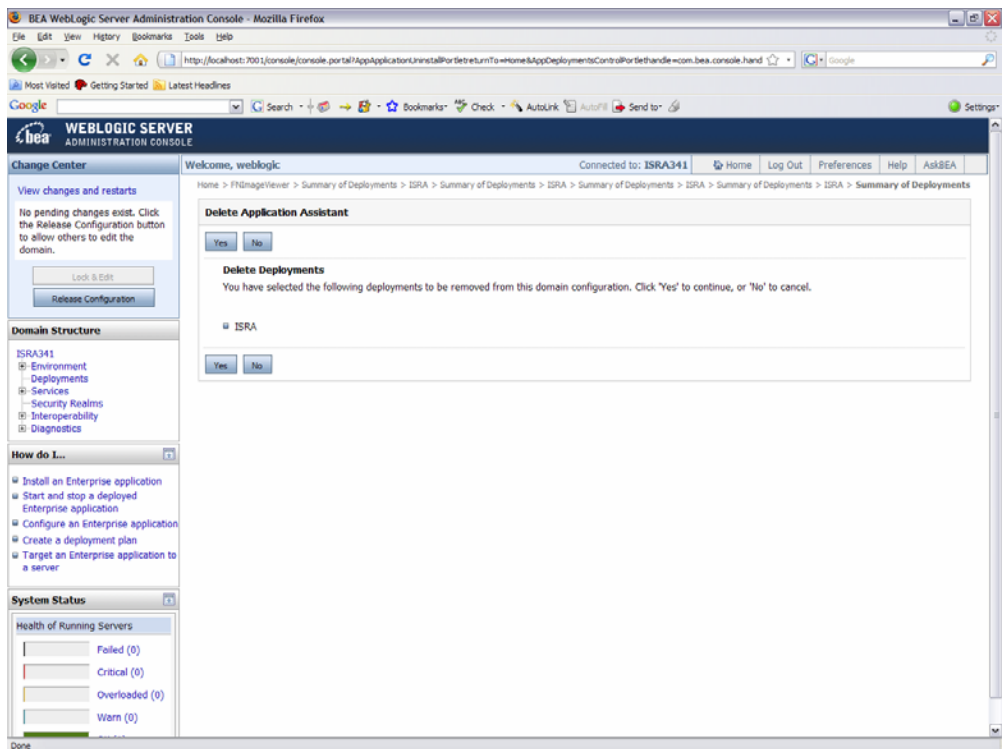 BEA WebLogic Server Administration Console - Mozilla Firefox
File Edit View History Bookmarks Tools Help
http://localhost:7001/console/console.portal?AppApplicationUninstallPortletreturnTo=Home&AppDeploymentsControlPortlethandle=com.bea.console.hand
Google
Most Visited Getting Started Latest Headlines
Google Search Bookmarks Check AutoLink AutoFill Send to Settings
bea WEBLOGIC SERVER
ADMINISTRATION CONSOLE
Change Center
View changes and restarts
No pending changes exist. Click
the Release Configuration button
to allow others to edit the
domain.
Lock & Edit
Release Configuration
Domain Structure
ISRA341
Environment
Deployments
Services
Security Realms
Interoperability
Diagnostics
How do I...
Install an Enterprise application
Start and stop a deployed
Enterprise application
Configure an Enterprise application
Create a deployment plan
Target an Enterprise application to
a server
System Status
Health of Running Servers
Failed (0)
Critical (0)
Overloaded (0)
Warn (0)
Welcome, weblogic Connected to: ISRA341 Home Log Out Preferences Help AskBEA
Home > FNImageViewer > Summary of Deployments > ISRA > Summary of Deployments > ISRA > Summary of Deployments > ISRA > Summary of Deployments > ISRA > Summary of Deployments
Delete Application Assistant
Yes No
Delete Deployments
You have selected the following deployments to be removed from this domain configuration. Click 'Yes' to continue, or 'No' to cancel.
ISRA
Yes No
Done